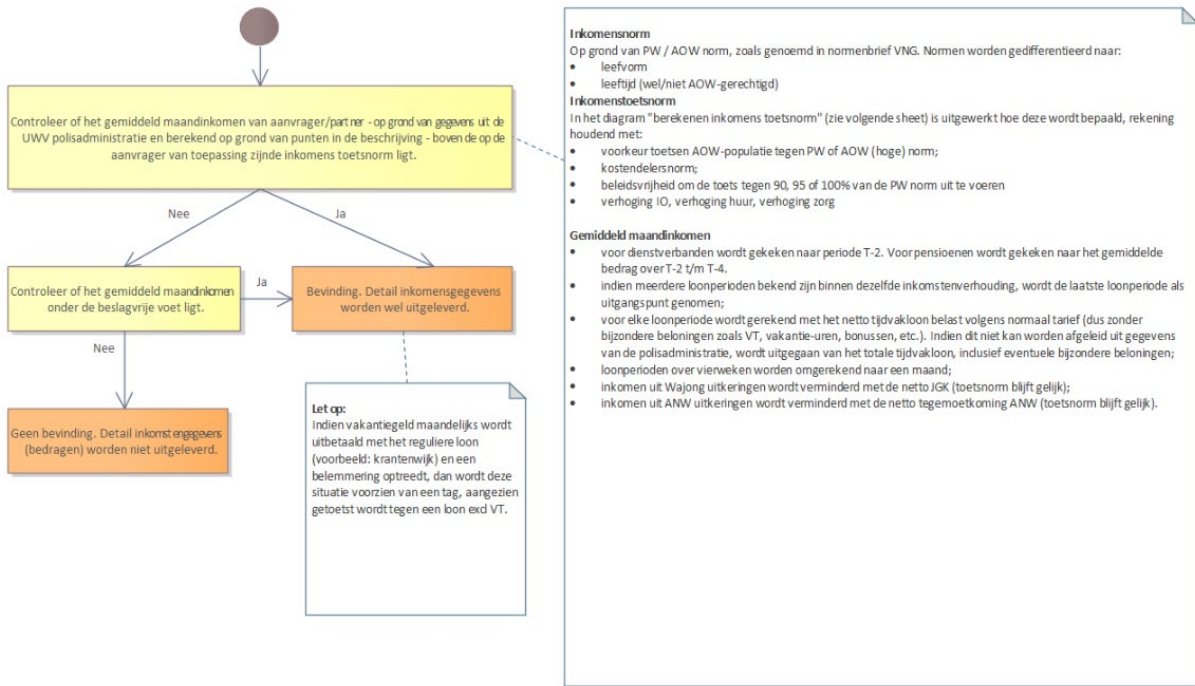 Controleer of het gemiddeld maandinkomen van aanvrager/partner - op grond van gegevens uit de
UWV polisadministratie en berekend op grond van punten in de beschrijving - boven de op de
aanvrager van toepassing zijnde inkomens toetsnorm ligt.
Nee
Ja
Controleer of het gemiddeld maandinkomen
onder de beslagvrije voet ligt.
Ja
Bevinding. Detail inkomensgegevens
worden wel uitgeleverd.
Nee
Geen bevinding. Detail inkomstengegevens
(bedragen) worden niet uitgeleverd.
Let op:
Indien vakantiegeld maandelijks wordt
uitbetaald met het reguliere loon
(voorbeeld: krantenwijk) en een
belemmering optreedt, dan wordt deze
situatie voorzien van een tag, aangezien
getoetst wordt tegen een loon excl VT.
Inkomensnorm
Op grond van PW / AOW norm, zoals genoemd in normenbrief VNG. Normen worden gedifferentieerd naar:
• leefvorm
• leeftijd (wel/niet AOW-gerechtigd)
Inkomenstoetsnorm
In het diagram "berekenen inkomens toetsnorm" (zie volgende sheet) is uitgewerkt hoe deze wordt bepaald, rekening
houdend met:
• voorkeur toetsen AOW-populatie tegen PW of AOW (hoge) norm;
• kostendelersnorm;
• beleidsvrijheid om de toets tegen 90, 95 of 100% van de PW norm uit te voeren
• verhoging IO, verhoging huur, verhoging zorg
Gemiddeld maandinkomen
• voor dienstverbanden wordt gekeken naar periode T-2. Voor pensioenen wordt gekeken naar het gemiddelde
bedrag over T-2 t/m T-4.
• indien meerdere loonperioden bekend zijn binnen dezelfde inkomstenverhouding, wordt de laatste loonperiode als
uitgangspunt genomen;
• voor elke loonperiode wordt gerekend met het netto tijdvakloon belast volgens normaal tarief (dus zonder
bijzondere beloningen zoals VT, vakantie-uren, bonussen, etc.). Indien dit niet kan worden afgeleid uit gegevens
van de polisadministratie, wordt uitgegaan van het totale tijdvakloon, inclusief eventuele bijzondere beloningen;
• loonperioden over vier weken worden omgerekend naar een maand;
• inkomen uit Wajong uitkeringen wordt verminderd met de netto JGK (toetsnorm blijft gelijk);
• inkomen uit ANW uitkeringen wordt verminderd met de netto tegemoetkoming ANW (toetsnorm blijft gelijk).